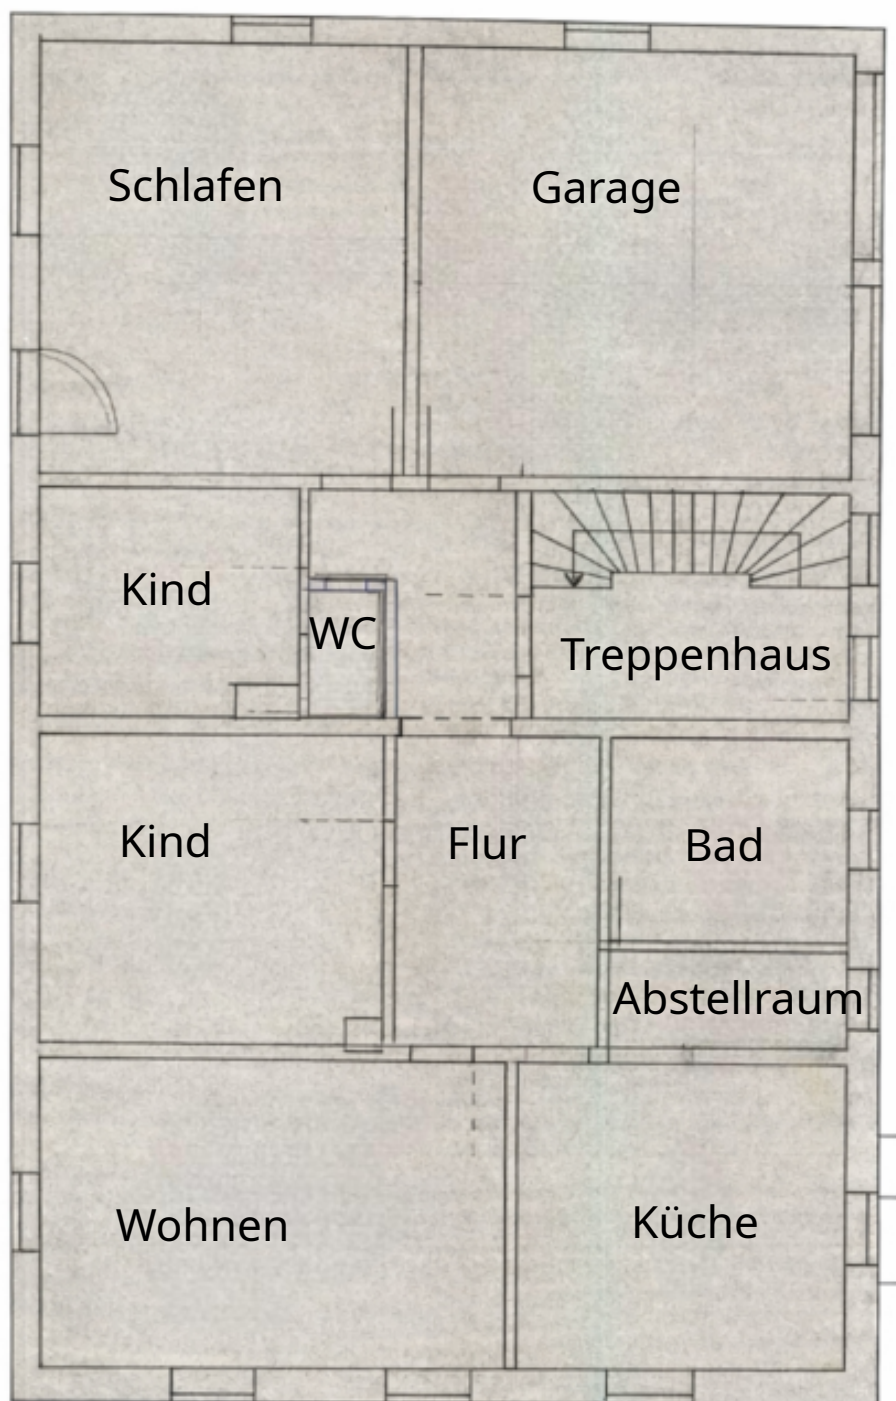 Schlafen
Garage
Kind
WC
Treppenhaus
Kind
Flur
Bad
Abstellraum
Wohnen
Küche